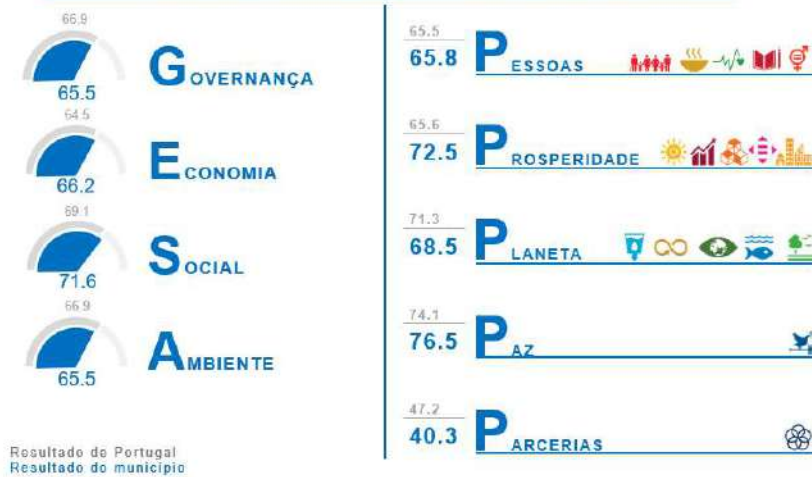 66.9
GOVERNANÇA
65.5
64.5
ECONOMIA
66.2
69.1
SOCIAL
71.6
66.9
AMBIENTE
65.5
Resultado de Portugal
Resultado do município
65.5
65.8 PESSOAS
65.6
72.5 PROSPERIDADE
71.3
68.5 PLANETA
74.1
76.5 PAZ
47.2
40.3 PARCERIAS